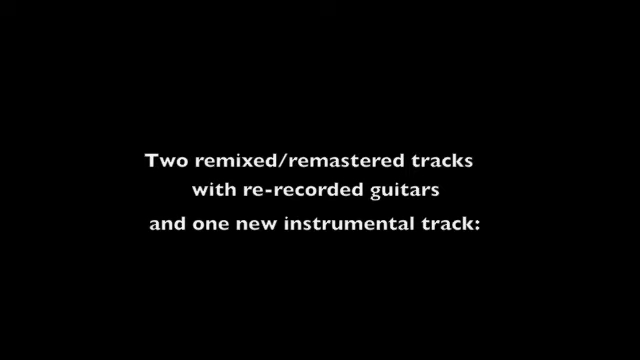 Two remixed/remastered tracks
with re-recorded guitars
and one new instrumental track: